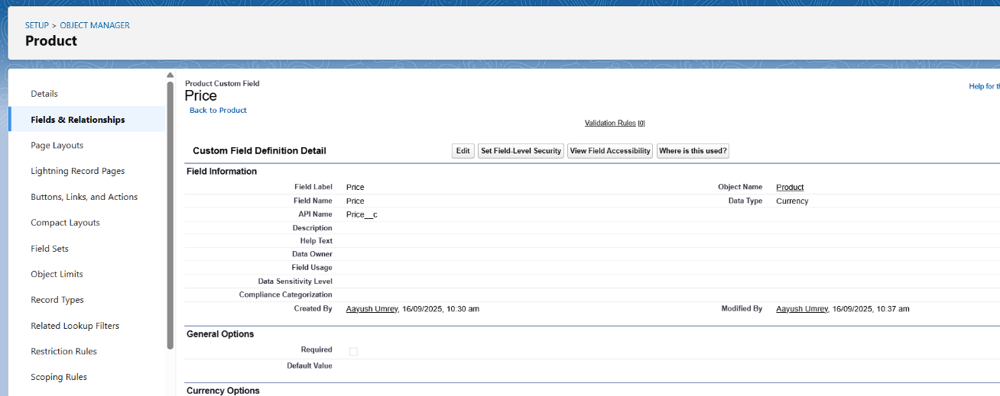 SETUP > OBJECT MANAGER
Product
Details
Fields & Relationships
Page Layouts
Lightning Record Pages
Buttons, Links, and Actions
Compact Layouts
Field Sets
Object Limits
Record Types
Related Lookup Filters
Restriction Rules
Scoping Rules
Product Custom Field
Price
Help for th
Back to Product
Validation Rules [0]
Custom Field Definition Detail Edit Set Field-Level Security View Field Accessibility Where is this used?
Field Information
Field Label Price Object Name Product
Field Name Price Data Type Currency
API Name Price__c
Description
Help Text
Data Owner
Field Usage
Data Sensitivity Level
Compliance Categorization
Created By Aayush Umrey, 16/09/2025, 10:30 am Modified By Aayush Umrey, 16/09/2025, 10:37 am
General Options
Required
Default Value
Currency Options